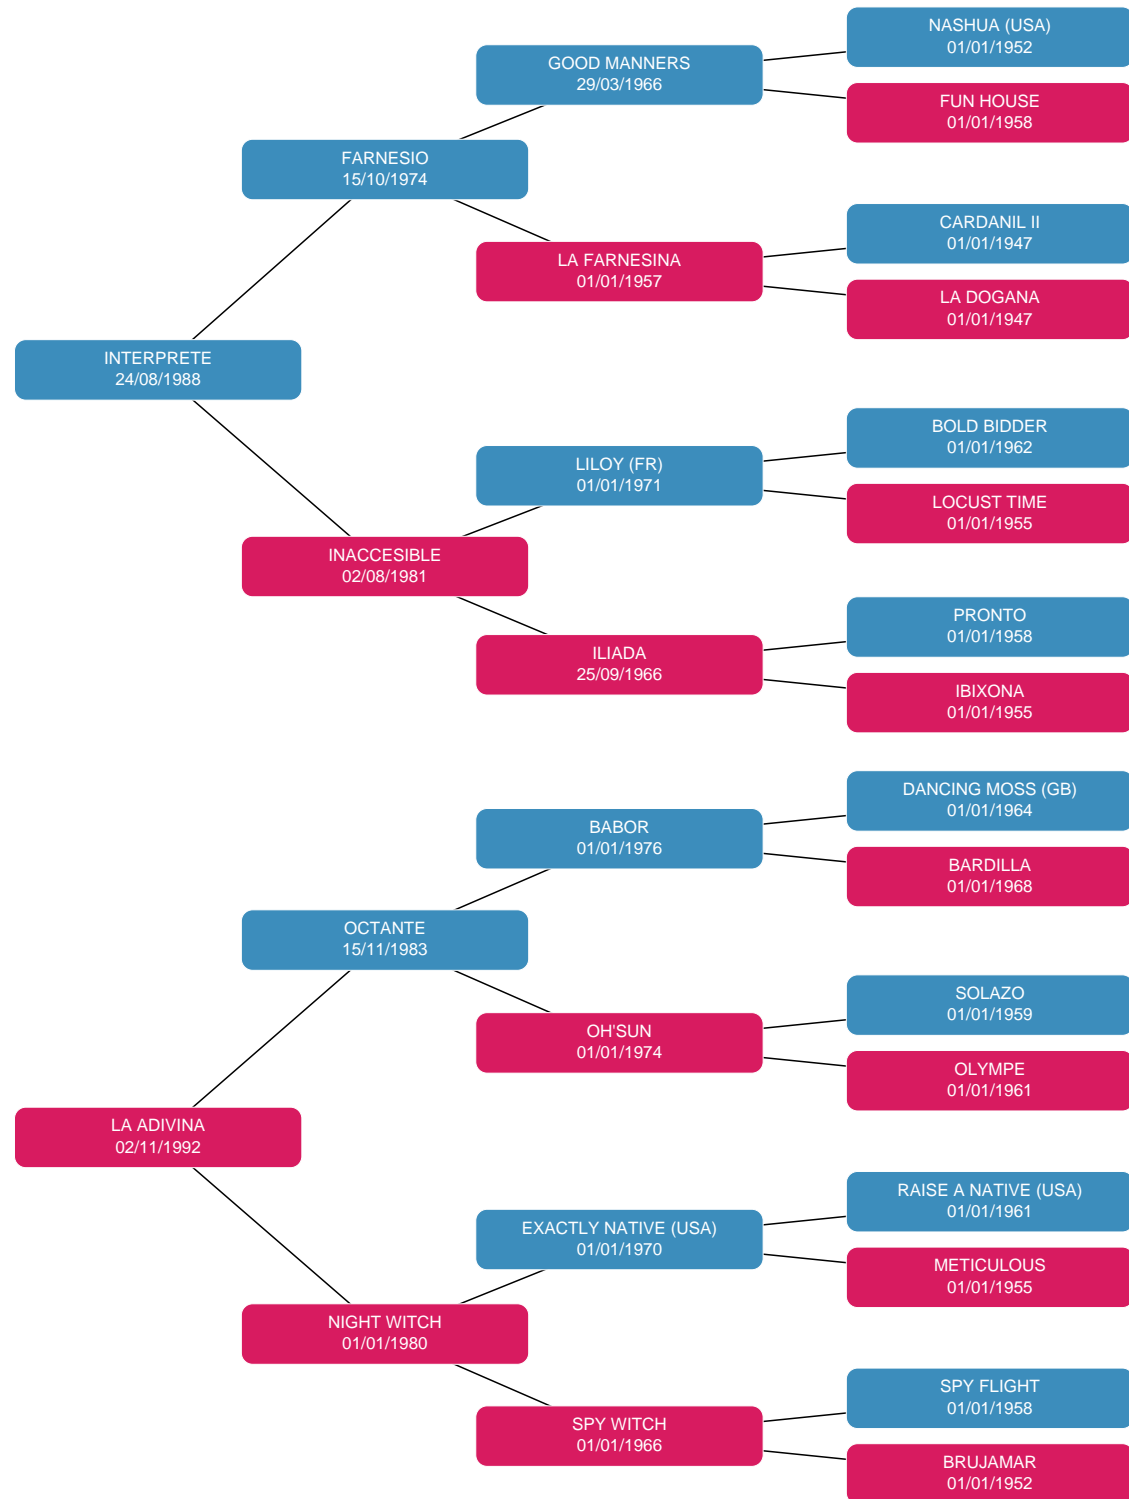 NASHUA (USA)
01/01/1952
GOOD MANNERS
29/03/1966
FUN HOUSE
01/01/1958
FARNESIO
15/10/1974
CARDANIL II
01/01/1947
LA FARNESINA
01/01/1957
LA DOGANA
01/01/1947
INTERPRETE
24/08/1988
BOLD BIDDER
01/01/1962
LILOY (FR)
01/01/1971
LOCUST TIME
01/01/1955
INACCESIBLE
02/08/1981
PRONTO
01/01/1958
ILIADA
25/09/1966
IBIXONA
01/01/1955
DANCING MOSS (GB)
01/01/1964
BABOR
01/01/1976
BARDILLA
01/01/1968
OCTANTE
15/11/1983
SOLAZO
01/01/1959
OH'SUN
01/01/1974
OLYMPE
01/01/1961
LA ADIVINA
02/11/1992
RAISE A NATIVE (USA)
01/01/1961
EXACTLY NATIVE (USA)
01/01/1970
METICULOUS
01/01/1955
NIGHT WITCH
01/01/1980
SPY FLIGHT
01/01/1958
SPY WITCH
01/01/1966
BRUJAMAR
01/01/1952